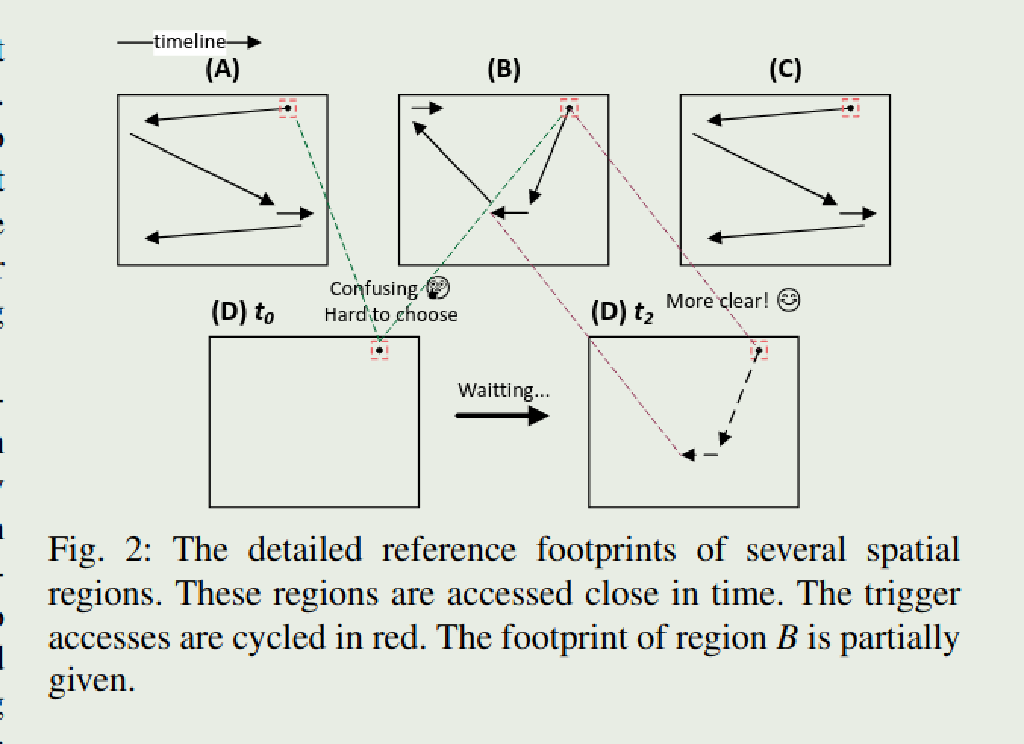 timeline
(A)
(B)
(C)
Confusing
Hard to choose
(D) t0
(D) t2
More clear!
Waitting...
Fig. 2: The detailed reference footprints of several spatial
regions. These regions are accessed close in time. The trigger
accesses are cycled in red. The footprint of region B is partially
given.